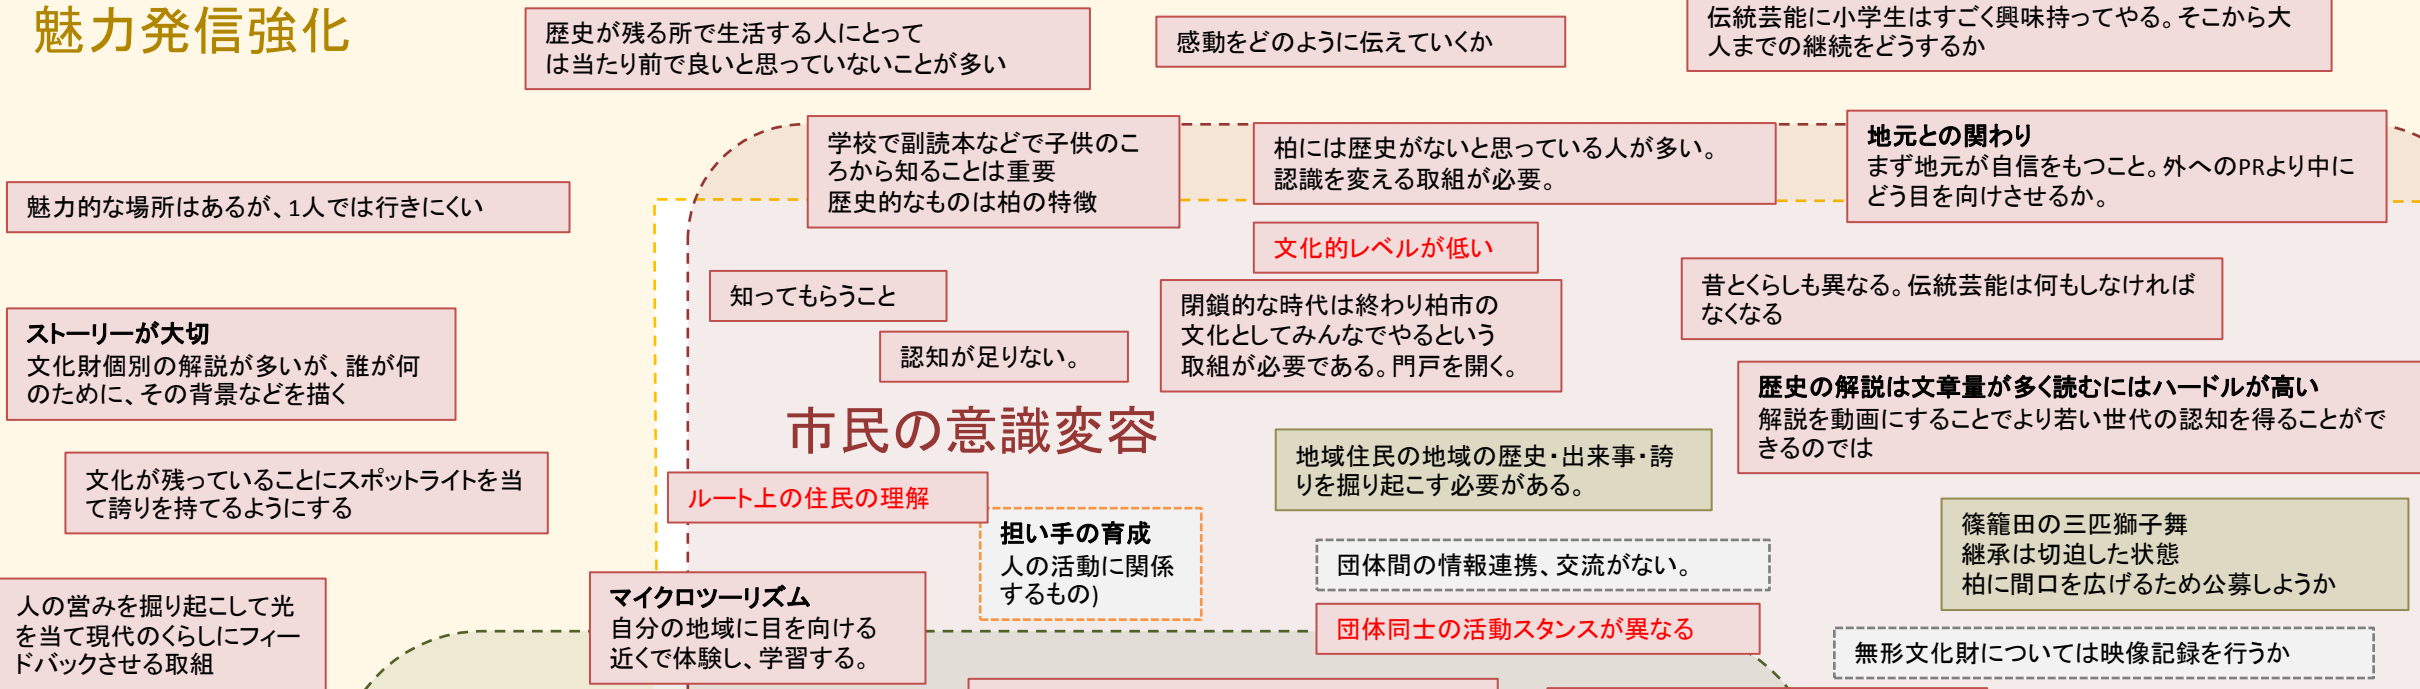 魅力発信強化
歴史が残る所で生活する人にとって
は当たり前で良いと思っていないことが多い
感動をどのように伝えていくか
伝統芸能に小学生はすごく興味持ってやる。そこから大
人までの継続をどうするか
学校で副読本などで子供のこ
ろから知ることは重要
歴史的なものは柏の特徴
柏には歴史がないと思っている人が多い。
認識を変える取組が必要。
地元との関わり
まず地元が自信をもつこと。外へのPRより中に
どう目を向けさせるか。
魅力的な場所はあるが、1人では行きにくい
文化的レベルが低い
知ってもらうこと
認知が足りない。
閉鎖的な時代は終わり柏市の
文化としてみんなでやるという
取組が必要である。門戸を開く。
昔とくらしも異なる。伝統芸能は何もしなければ
なくなる
ストーリーが大切
文化財個別の解説が多いが、誰が何
のために、その背景などを描く
歴史の解説は文章量が多く読むにはハードルが高い
解説を動画にすることでより若い世代の認知を得ることがで
きるのでは
市民の意識変容
文化が残っていることにスポットライトを当
て誇りを持てるようにする
ルート上の住民の理解
地域住民の地域の歴史・出来事・誇
りを掘り起こす必要がある。
担い手の育成
人の活動に関係
するもの)
団体間の情報連携、交流がない。
篠籠田の三匹獅子舞
継承は切迫した状態
柏に間口を広げるため公募しようか
人の営みを掘り起こして光
を当て現代のくらしにフィー
ドバックさせる取組
マイクロツーリズム
自分の地域に目を向ける
近くで体験し、学習する。
団体同士の活動スタンスが異なる
無形文化財については映像記録を行うか